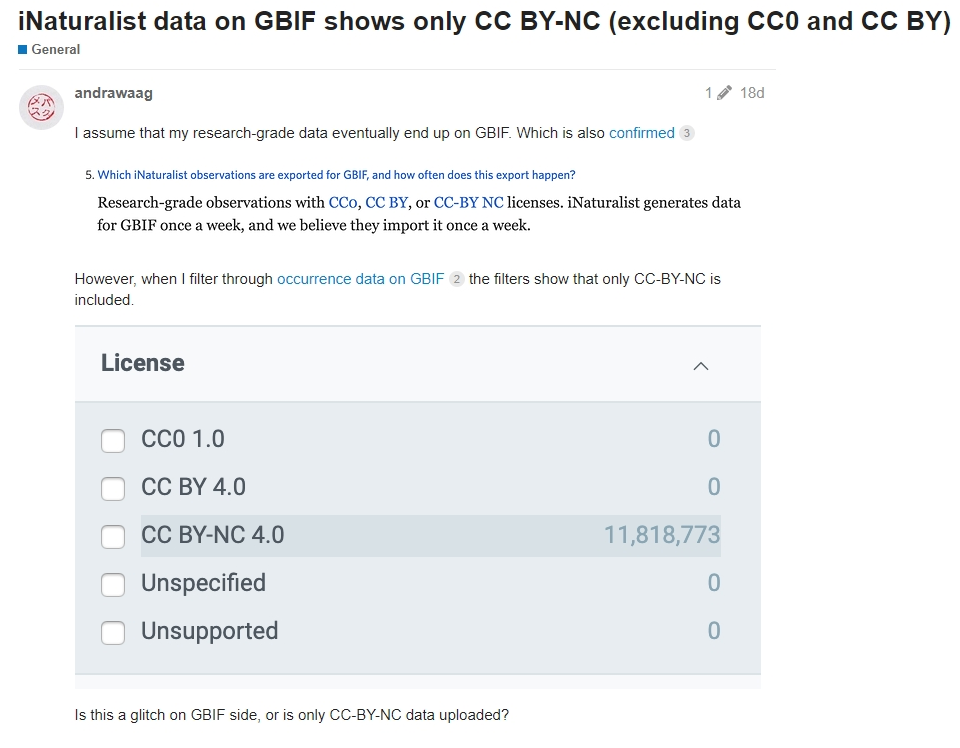 iNaturalist data on GBIF shows only CC BY-NC (excluding CC0 and CC BY)
General
andrawaag
1 18d
I assume that my research-grade data eventually end up on GBIF. Which is also confirmed 3
5. Which iNaturalist observations are exported for GBIF, and how often does this export happen?
Research-grade observations with CC0, CC BY, or CC-BY NC licenses. iNaturalist generates data
for GBIF once a week, and we believe they import it once a week.
However, when I filter through occurrence data on GBIF 2 the filters show that only CC-BY-NC is
included.
License
CC0 1.0 0
CC BY 4.0 0
CC BY-NC 4.0 11,818,773
Unspecified 0
Unsupported 0
Is this a glitch on GBIF side, or is only CC-BY-NC data uploaded?